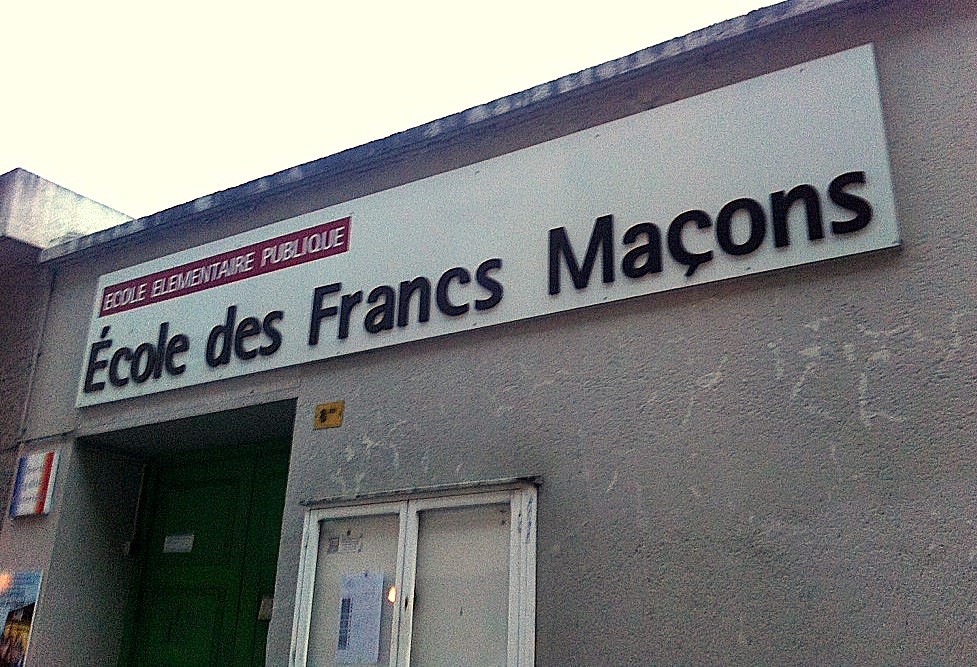 ECOLE ELEMENTAIRE PUBLIQUE
École des Francs Maçons